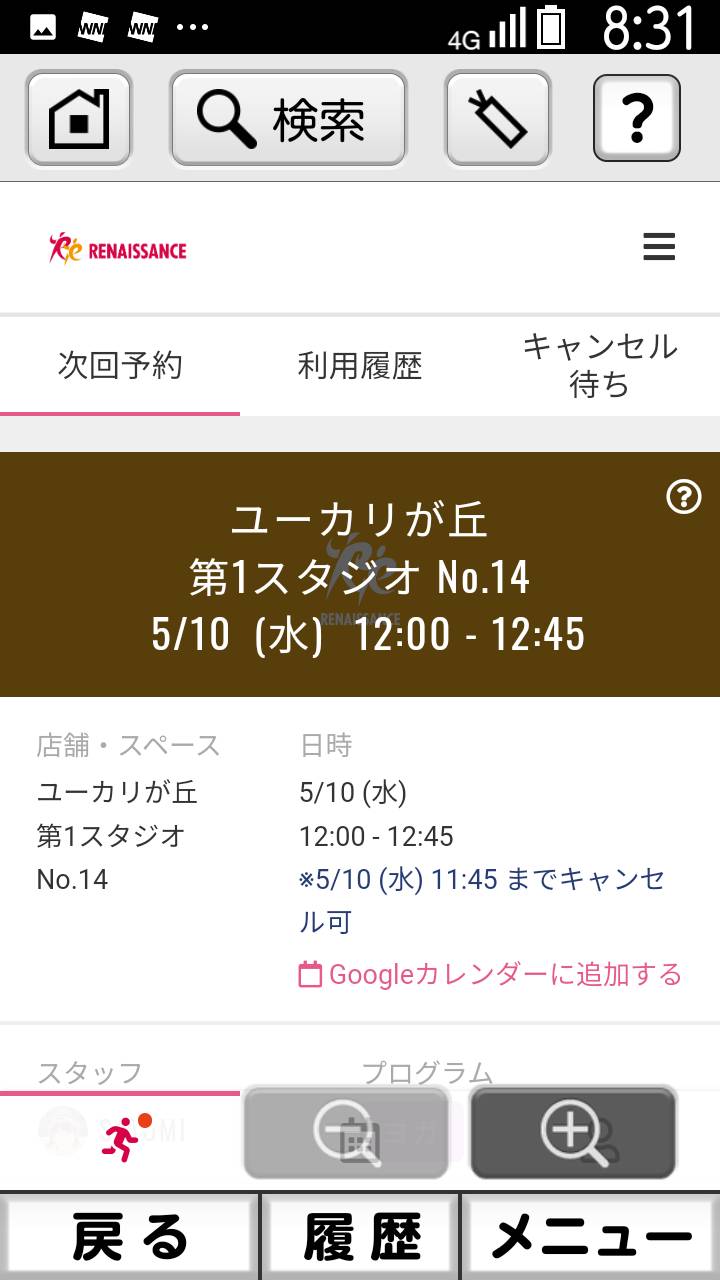 4G 8:31
検索
?
RENAISSANCE
次回予約
利用履歴
キャンセル
待ち
?
ユーカリが丘
第1スタジオ No.14
RENAISSANCE
5/10 (水) 12:00 - 12:45
店舗・スペース
ユーカリが丘
第1スタジオ
No.14
日時
5/10 (水)
12:00 - 12:45
※5/10 (水) 11:45 までキャンセ
ル可
Googleカレンダーに追加する
スタッフ
プログラム
戻る
履歴
メニュー